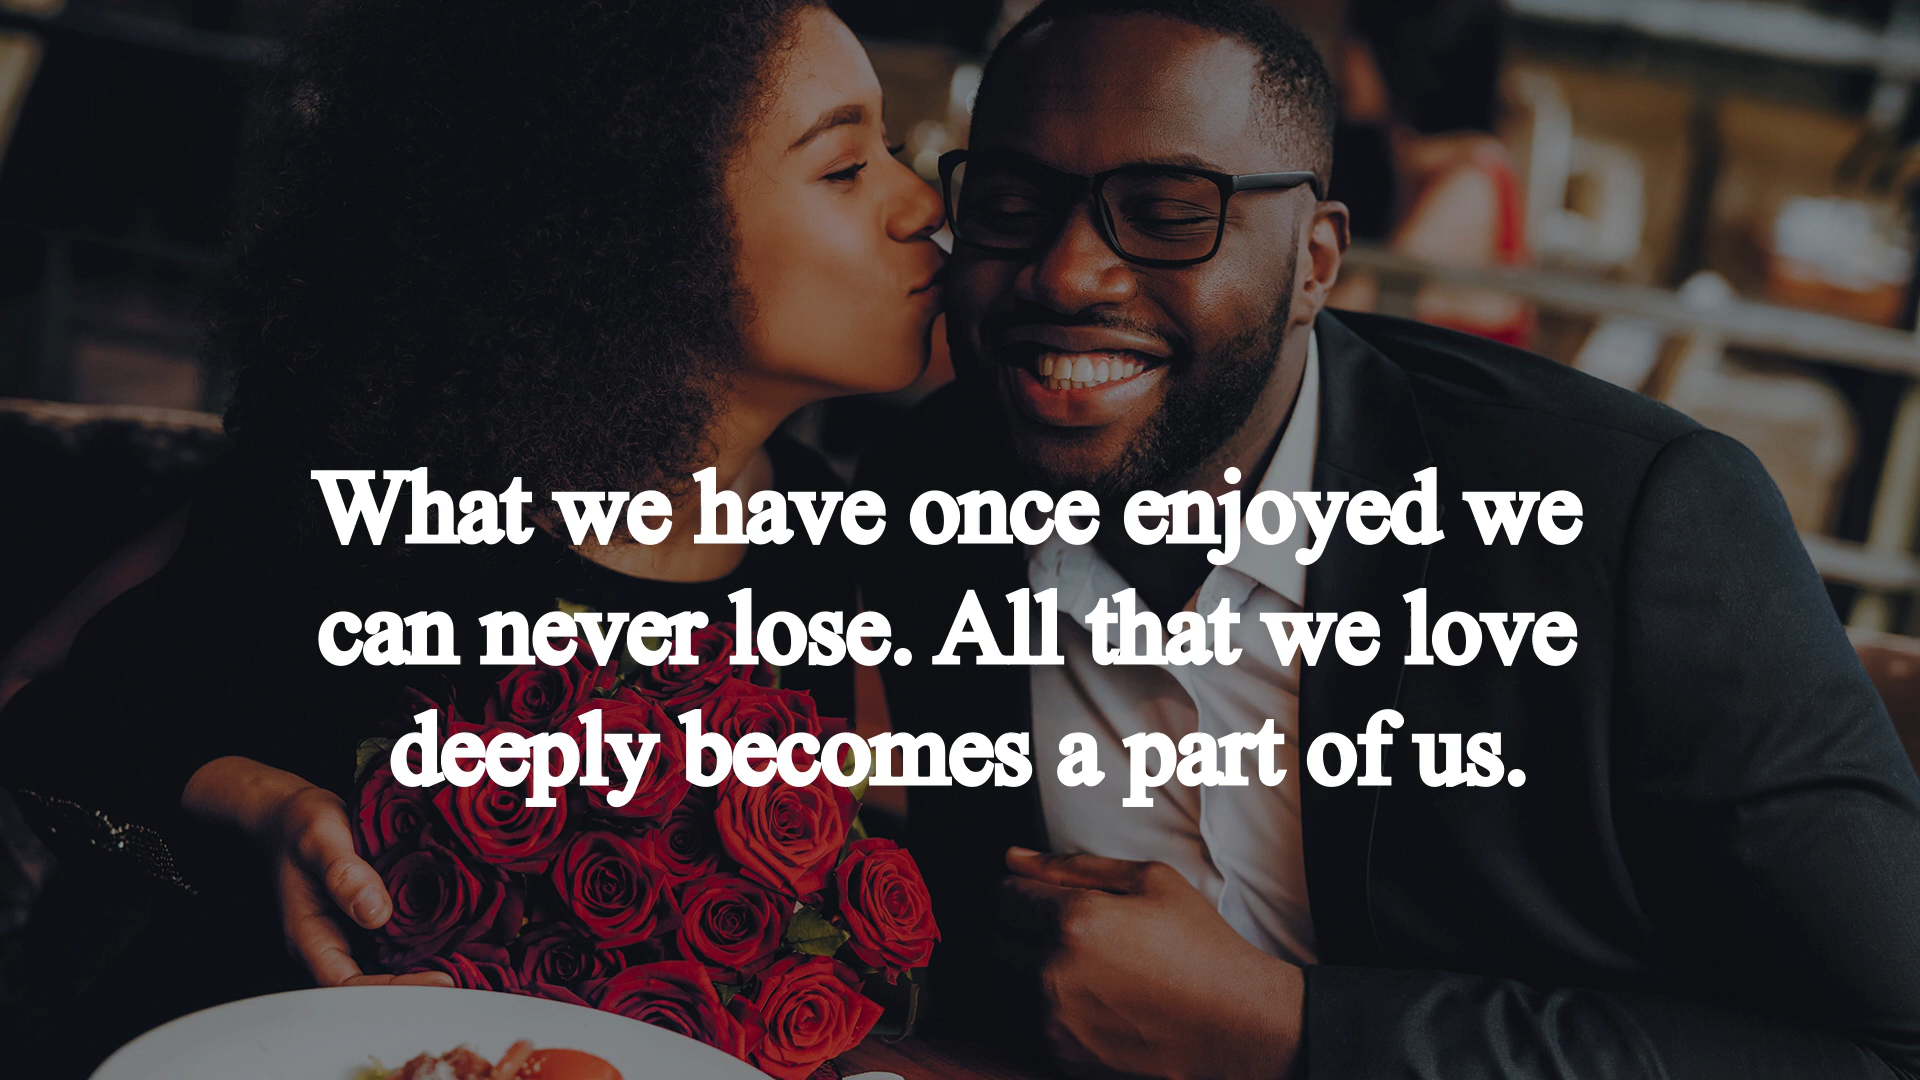 What we have once enjoyed we
can never lose. All that we love
deeply becomes a part of us.